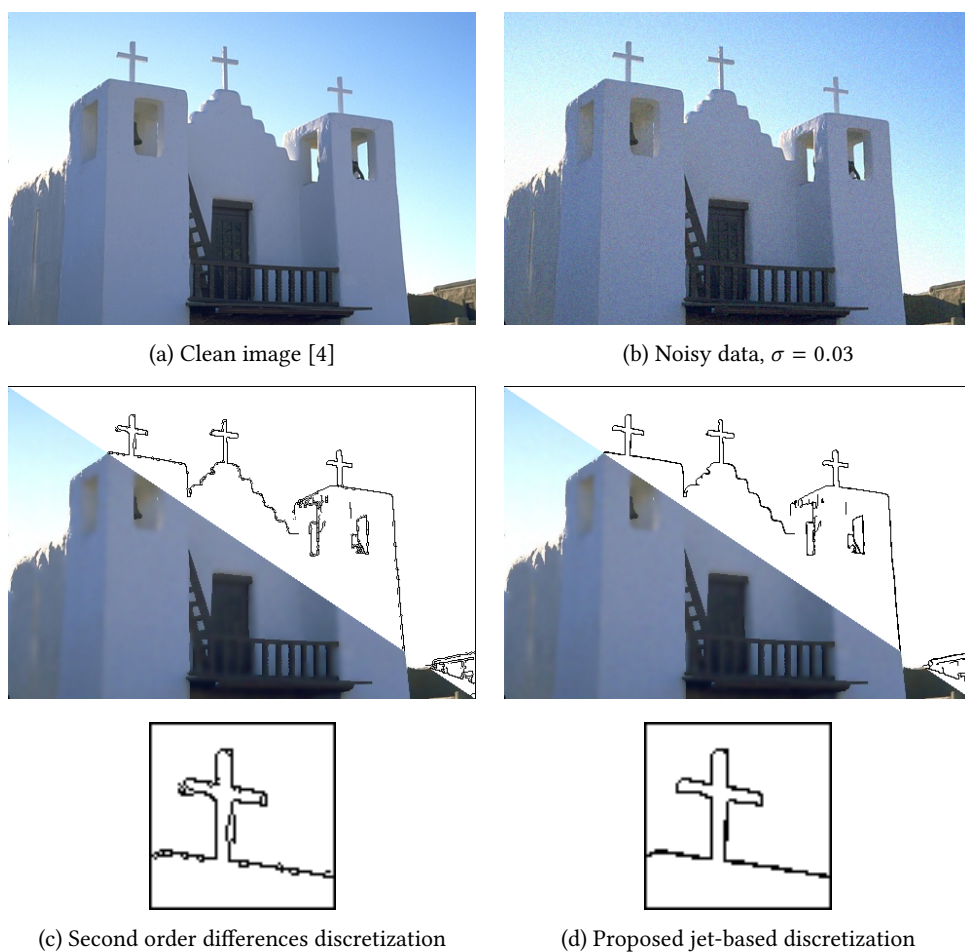 (a) Clean image [4]
(b) Noisy data, σ = 0.03
(c) Second order differences discretization
(d) Proposed jet-based discretization